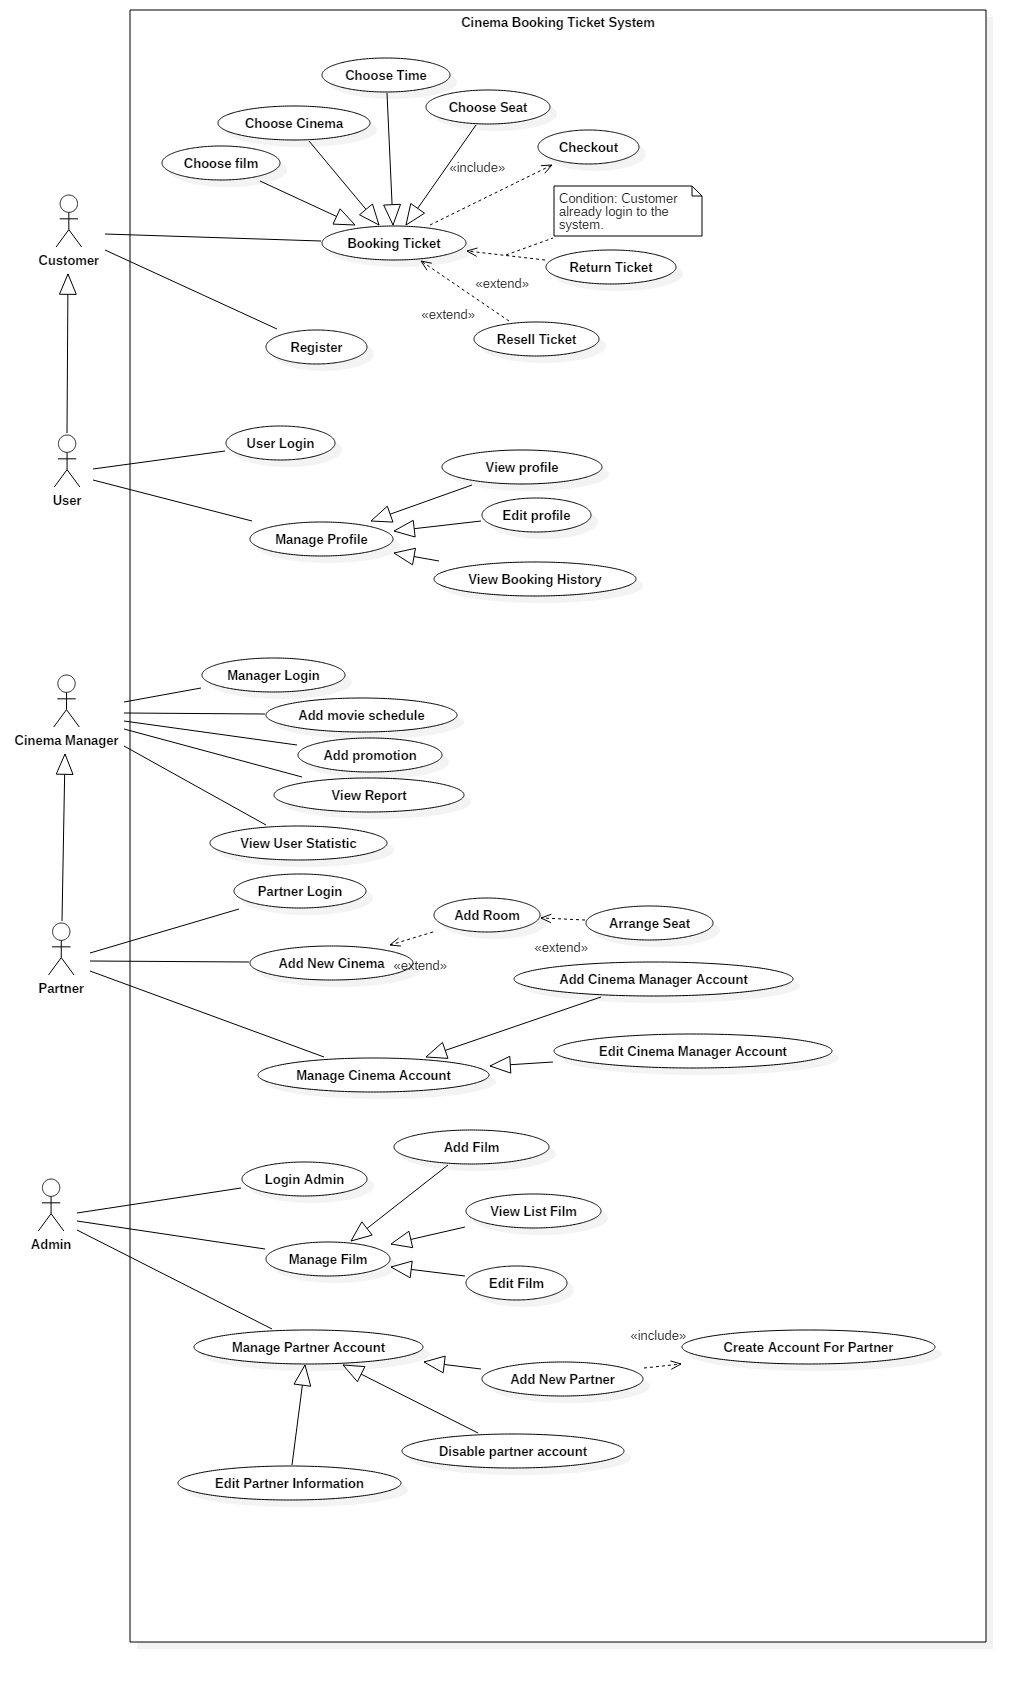 Cinema Booking Ticket System
Choose Time
Choose Seat
Choose Cinema
Choose film
Checkout
«include»
Condition: Customer
already login to the
system.
Customer
Booking Ticket
Return Ticket
«extend»
«extend»
Resell Ticket
Register
User
User Login
View profile
Edit profile
Manage Profile
View Booking History
Cinema Manager
Manager Login
Add movie schedule
Add promotion
View Report
View User Statistic
Partner
Partner Login
Add Room
Arrange Seat
«extend»
Add New Cinema
«extend»
Add Cinema Manager Account
Edit Cinema Manager Account
Manage Cinema Account
Admin
Add Film
Login Admin
View List Film
Manage Film
Edit Film
«include»
Manage Partner Account
Create Account For Partner
Add New Partner
Disable partner account
Edit Partner Information